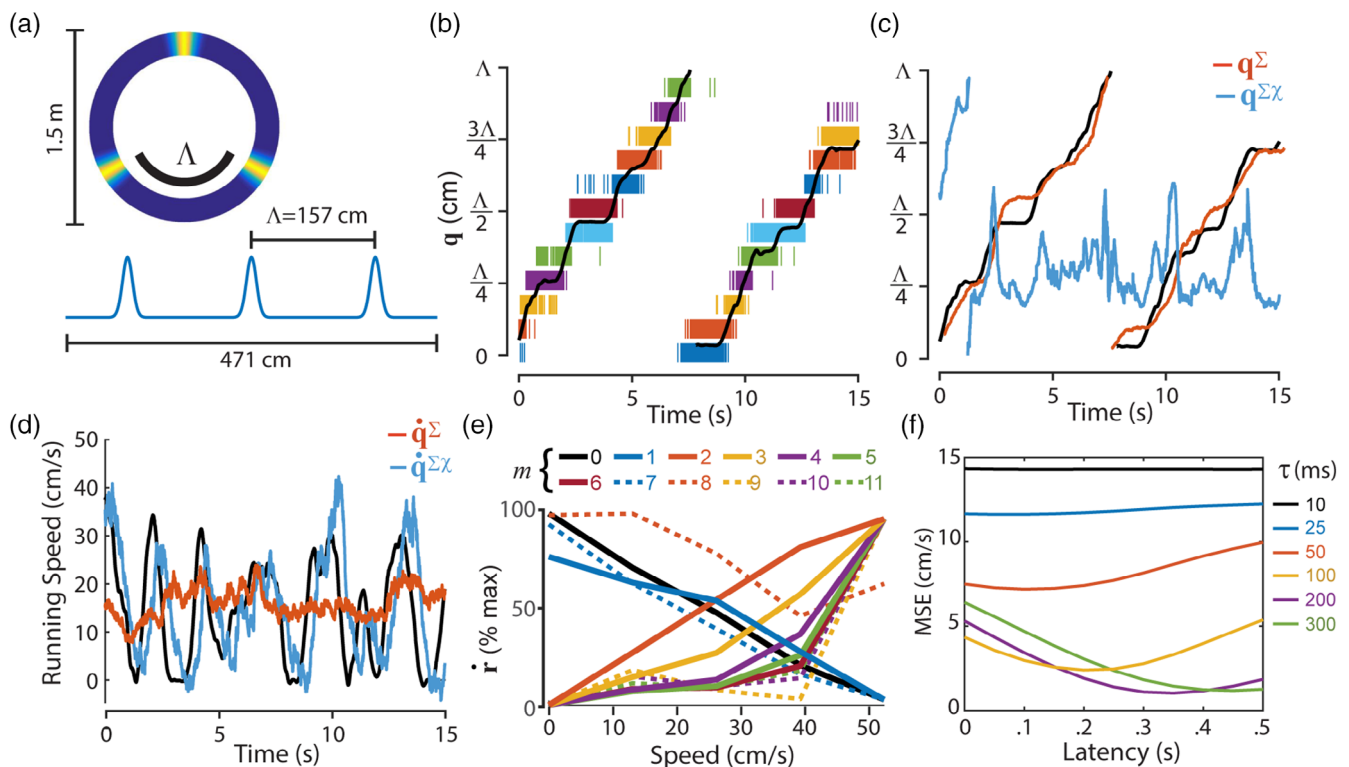 (a)
1.5 m
Λ
Λ=157 cm
471 cm
(b)
q (cm)
Λ
3Λ
4
Λ
2
Λ
4
0
0 5 10 15
Time (s)
(c)
q^Σ
q^Σχ
Λ
3Λ
4
Λ
2
Λ
4
0
0 5 10 15
Time (s)
(d)
q̇^Σ
q̇^Σχ
Running Speed (cm/s)
50
40
30
20
10
0
0 5 10 15
Time (s)
(e)
m { 0 1 2 3 4 5
6 7 8 9 10 11
ṙ (% max)
100
50
0
0 10 20 30 40 50
Speed (cm/s)
(f)
MSE (cm/s)
15
10
5
0
0 .1 .2 .3 .4 .5
Latency (s)
τ (ms)
10
25
50
100
200
300